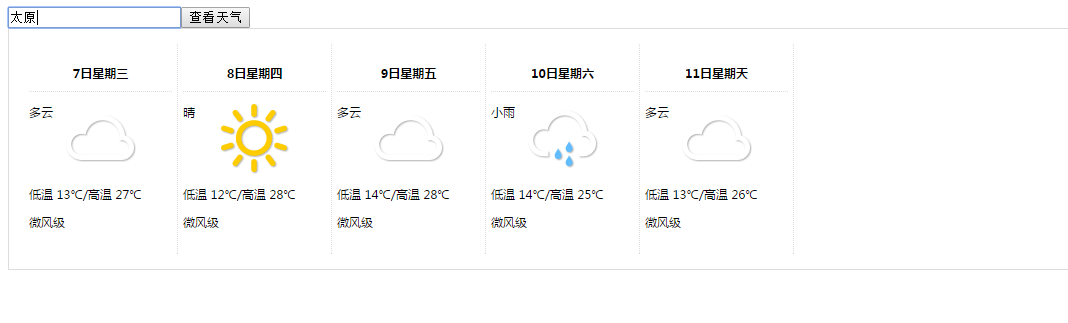 太原 查看天气
7日星期三 8日星期四 9日星期五 10日星期六 11日星期天
多云 晴 多云 小雨 多云
低温 13℃/高温 27℃ 低温 12℃/高温 28℃ 低温 14℃/高温 28℃ 低温 14℃/高温 25℃ 低温 13℃/高温 26℃
微风级 微风级 微风级 微风级 微风级